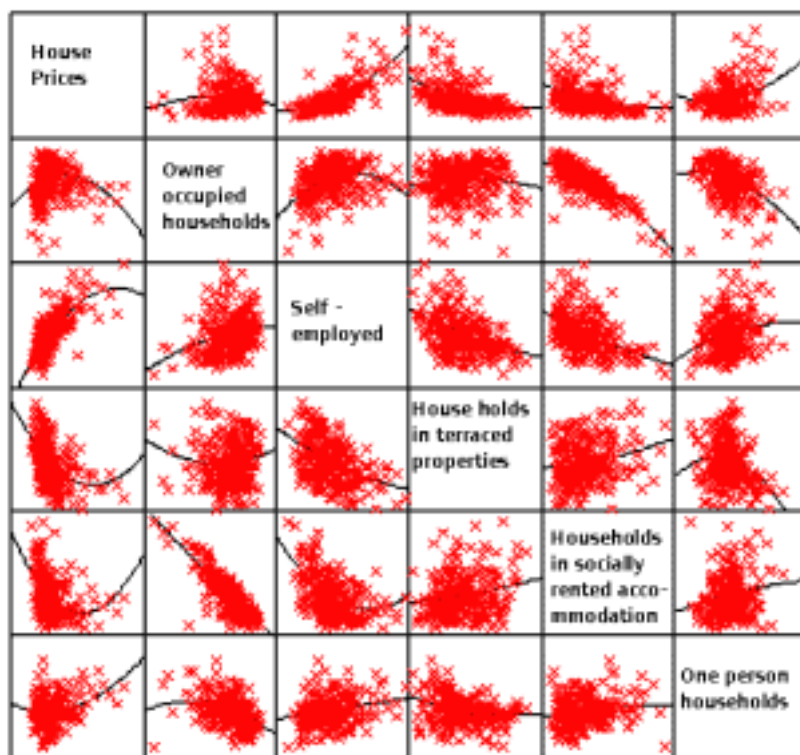 House
Prices
Owner
occupied
households
Self -
employed
House holds
in terraced
properties
Households
in socially
rented acco-
mmodation
One person
households